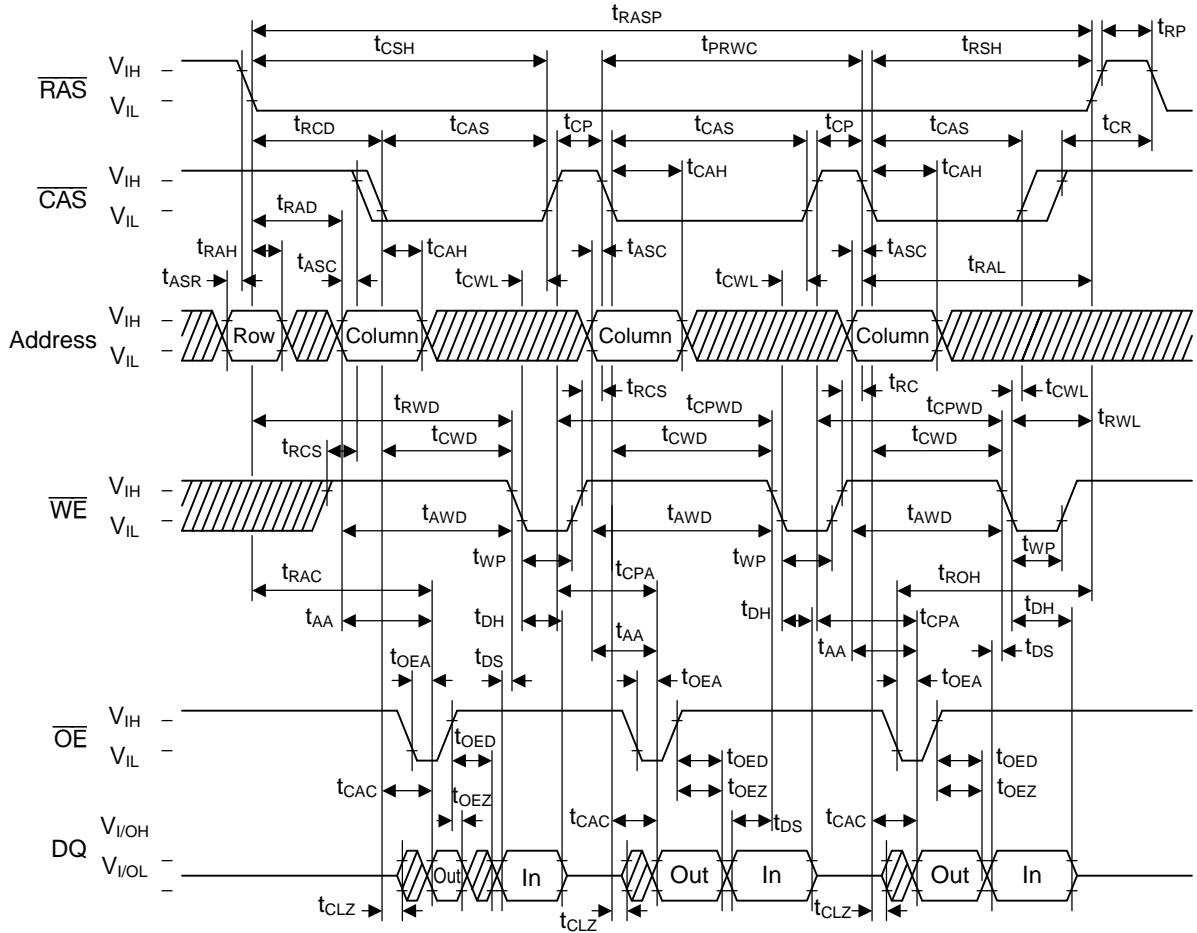 tRASP
tRP
tCSH
tPRWC
tRSH
RAS
VIH
VIL
tRCD
tCAS
tCP
tCAS
tCP
tCAS
tCR
CAS
VIH
VIL
tCAH
tCAH
tRAD
tRAH
tASC
tCAH
tASC
tASC
tASR
tCWL
tCWL
tRAL
Address
VIH
VIL
Row
Column
Column
Column
tRCS
tRC
tCWL
tRWD
tCPWD
tCPWD
tRWL
tRCS
tCWD
tCWD
tCWD
WE
VIH
VIL
tAWD
tAWD
tAWD
tWP
tWP
tWP
tRAC
tCPA
tROH
tAA
tDH
tDH
tCPA
tDH
tAA
tAA
tOEA
tDS
tOEA
tOEA
tDS
OE
VIH
VIL
tOED
tOED
tOED
tCAC
tOEZ
tOEZ
tOEZ
tCAC
tDS
tCAC
DQ
VI/OH
VI/OL
Out
In
Out
In
Out
In
tCLZ
tCLZ
tCLZ